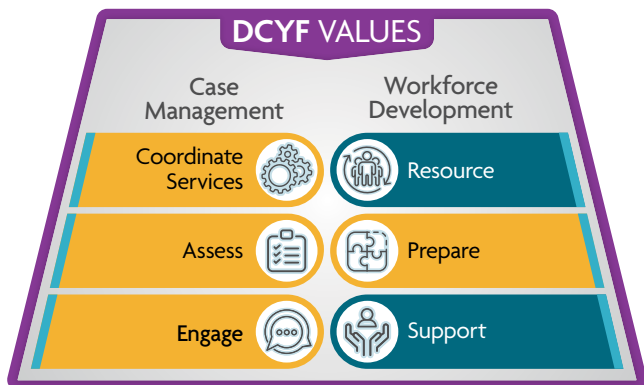 DCYF VALUES
Case
Management
Workforce
Development
Coordinate
Services
Resource
Assess
Prepare
Engage
Support